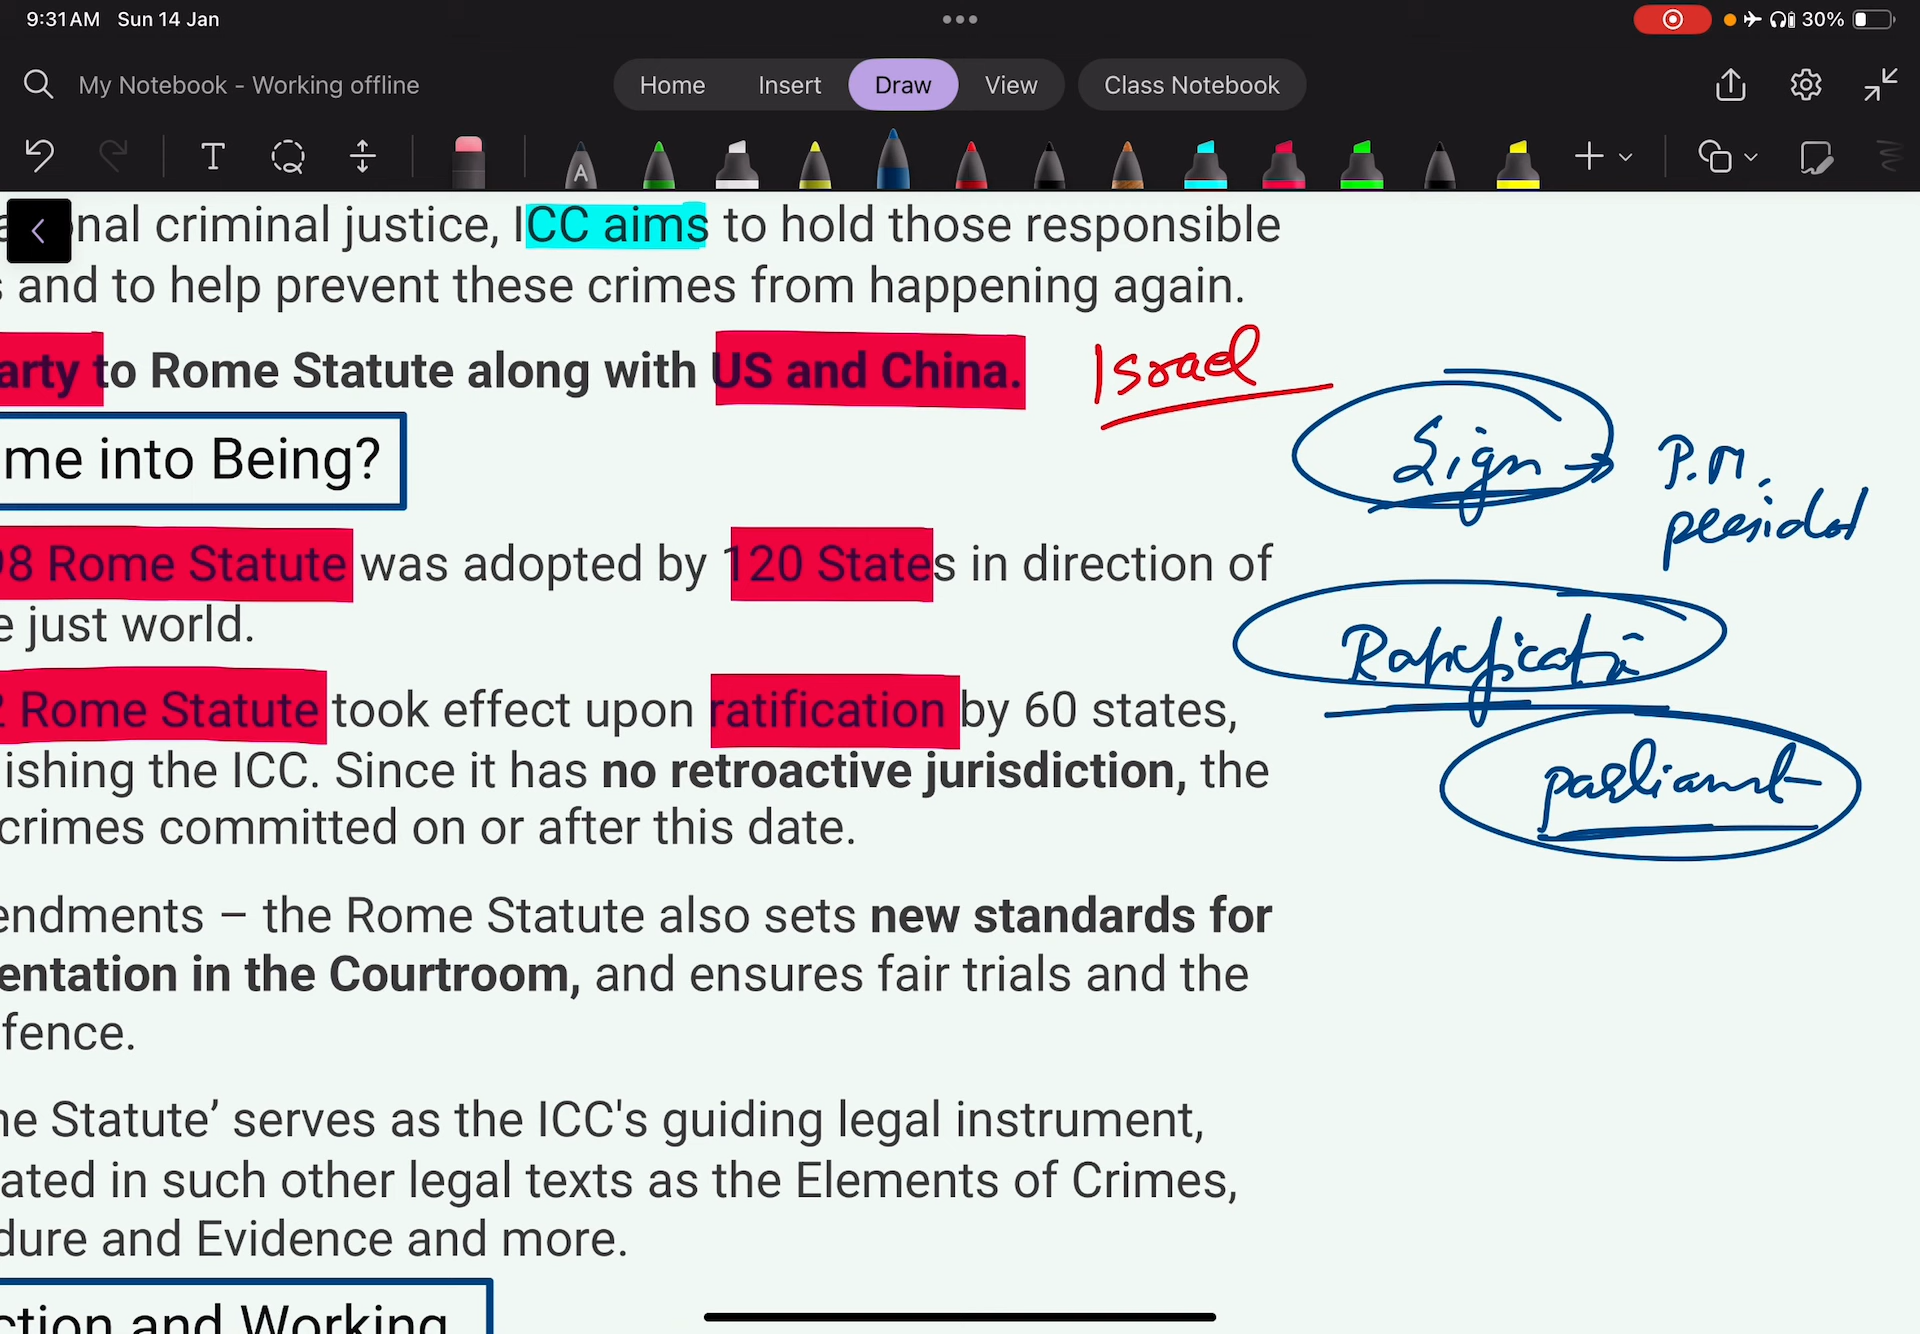 9:31 AM Sun 14 Jan
30%
My Notebook - Working offline
Home Insert Draw View Class Notebook
T A
nal criminal justice, ICC aims to hold those responsible
s and to help prevent these crimes from happening again.
arty to Rome Statute along with US and China.
Israel
Sign → P.M.
me into Being?
98 Rome Statute was adopted by 120 States in direction of
e just world.
2 Rome Statute took effect upon ratification by 60 states,
ishing the ICC. Since it has no retroactive jurisdiction, the
crimes committed on or after this date.
endments – the Rome Statute also sets new standards for
entation in the Courtroom, and ensures fair trials and the
fence.
ne Statute’ serves as the ICC's guiding legal instrument,
ated in such other legal texts as the Elements of Crimes,
dure and Evidence and more.
ction and Working